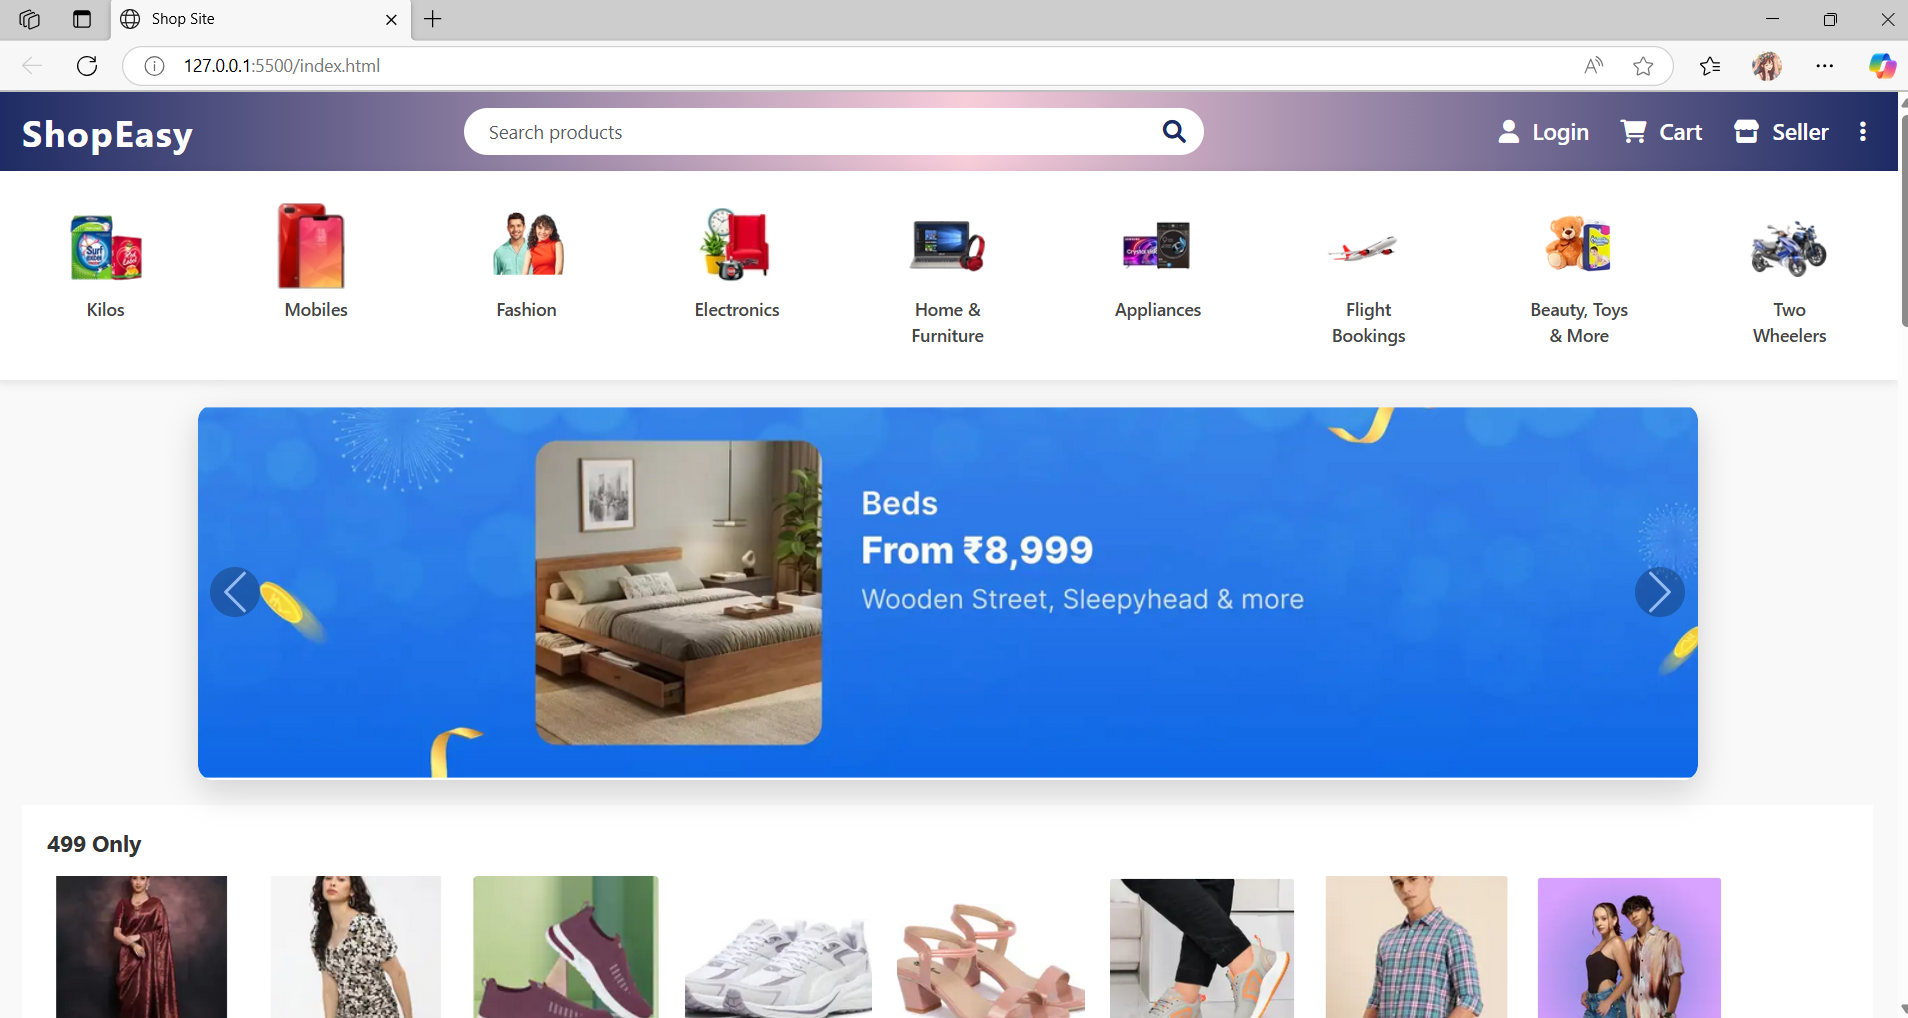 Shop Site
127.0.0.1:5500/index.html
ShopEasy
Search products
Login
Cart
Seller
Surf
excel
Kilos
Mobiles
Fashion
Electronics
Home &
Furniture
Appliances
Flight
Bookings
Beauty, Toys
& More
Two
Wheelers
Beds
From ₹8,999
Wooden Street, Sleepyhead & more
499 Only